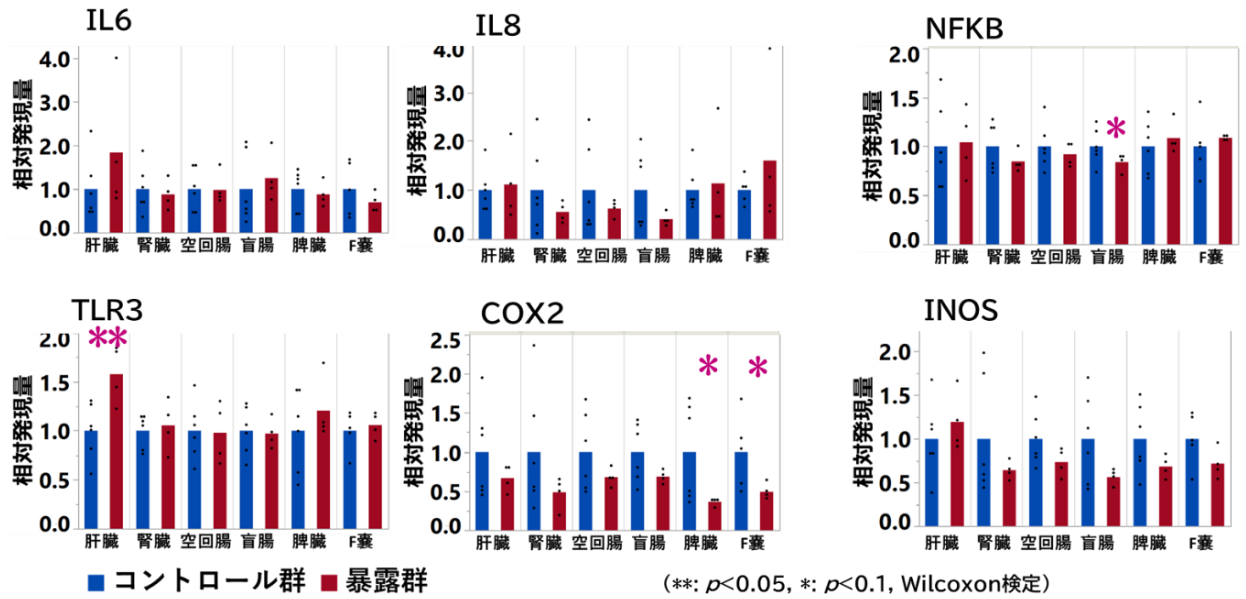 IL6
相対発現量
4.0
3.0
2.0
1.0
0.0
肝臓 腎臓 空回腸 盲腸 脾臓 F嚢
IL8
相対発現量
4.0
3.0
2.0
1.0
0.0
肝臓 腎臓 空回腸 盲腸 脾臓 F嚢
NFKB
相対発現量
2.0
1.5
1.0
0.5
0.0
*
肝臓 腎臓 空回腸 盲腸 脾臓 F嚢
TLR3
相対発現量
2.0
1.5
1.0
0.5
0.0
**
肝臓 腎臓 空回腸 盲腸 脾臓 F嚢
COX2
相対発現量
2.5
2.0
1.5
1.0
0.5
0.0
* *
肝臓 腎臓 空回腸 盲腸 脾臓 F嚢
INOS
相対発現量
2.0
1.5
1.0
0.5
0.0
肝臓 腎臓 空回腸 盲腸 脾臓 F嚢
コントロール群 暴露群
(**: p<0.05, *: p<0.1, Wilcoxon検定)